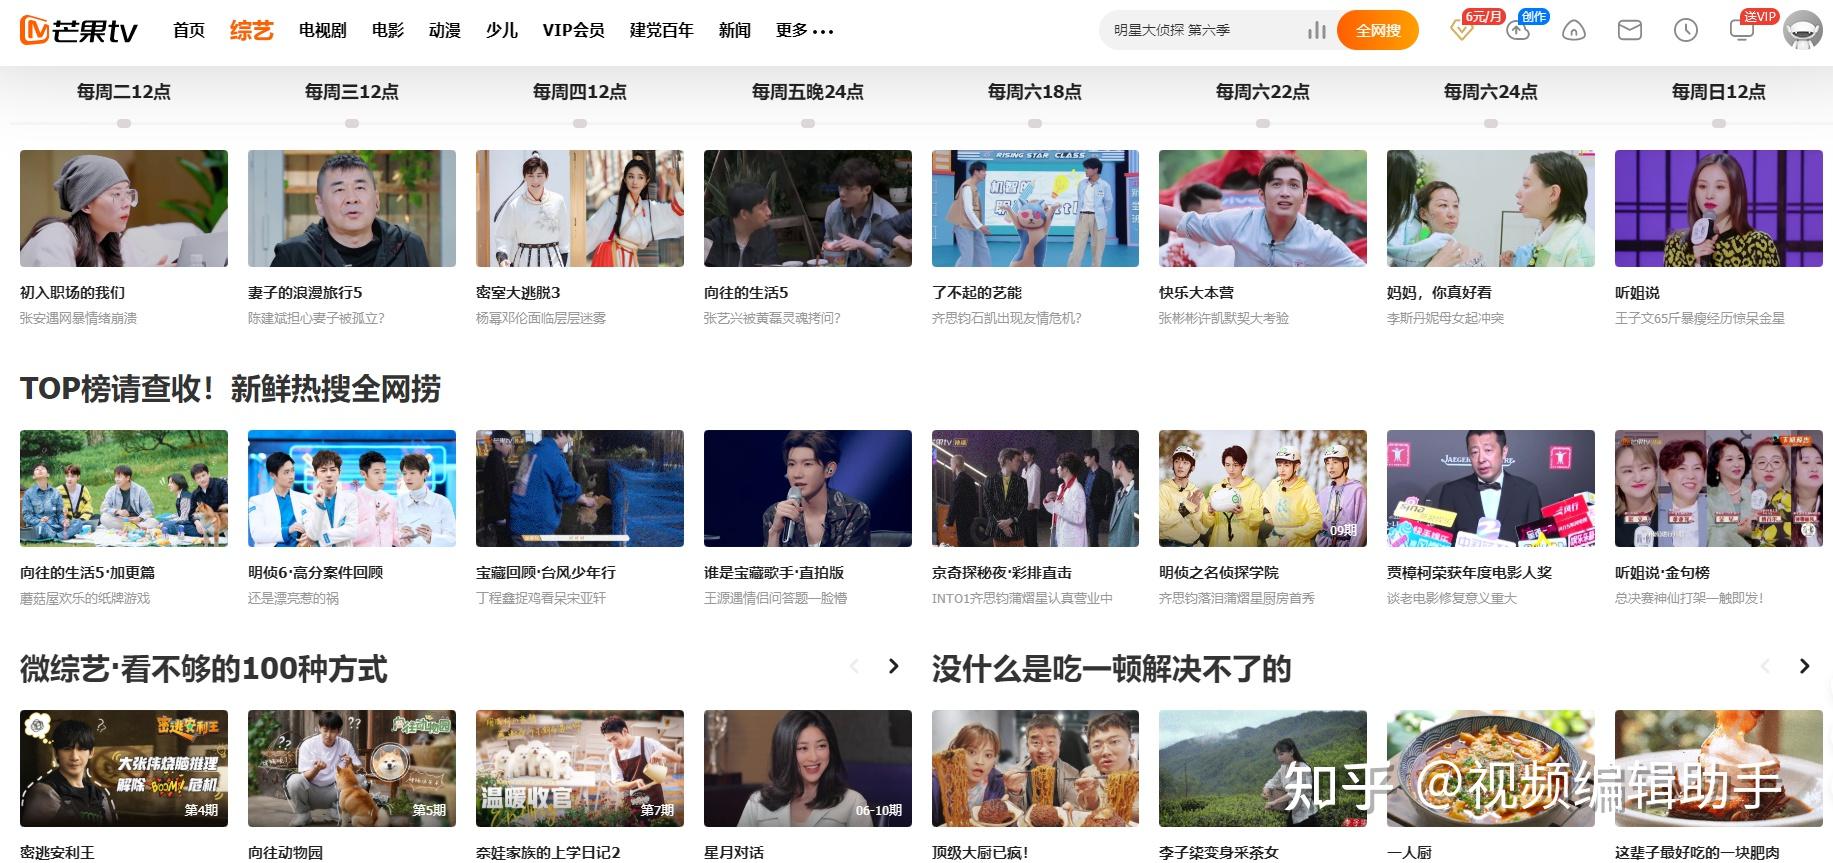 芒果tv
首页 综艺 电视剧 电影 动漫 少儿 VIP会员 建党百年 新闻 更多
明星大侦探 第六季
全网搜
6元/月
创作
送VIP
每周二12点 每周三12点 每周四12点 每周五晚24点 每周六18点 每周六22点 每周六24点 每周日12点
RISING STAR CLASS
初入职场的我们 妻子的浪漫旅行5 密室大逃脱3 向往的生活5 了不起的艺能 快乐大本营 妈妈，你真好看 听姐说
张安遇网暴情绪崩溃 陈建斌担心妻子被孤立? 杨幂邓伦面临层层迷雾 张艺兴被黄磊灵魂拷问? 齐思钧石凯出现友情危机? 张彬彬许凯默契大考验 李斯丹妮母女起冲突 王子文65斤暴瘦经历惊呆金星
TOP榜请查收！新鲜热搜全网捞
sina
09期
向往的生活5·加更篇 明侦6·高分案件回顾 宝藏回顾·台风少年行 谁是宝藏歌手·直拍版 京奇探秘夜·彩排直击 明侦之名侦探学院 贾樟柯荣获年度电影人奖 听姐说·金句榜
蘑菇屋欢乐的纸牌游戏 还是漂亮惹的祸 丁程鑫捉鸡看呆宋亚轩 王源遇情侣问答题一脸懵 INTO1齐思钧蒲熠星认真营业中 齐思钧落泪蒲熠星厨房首秀 谈老电影修复意义重大 总决赛神仙打架一触即发！
微综艺·看不够的100种方式
没什么是吃一顿解决不了的
密逃安利王
大张伟烧脑推理
解除 BOOM! 危机
第4期
向往动物园
第5期
温暖收官
第7期
06-10期
知乎 @视频编辑助手
密逃安利王 向往动物园 奈娃家族的上学日记2 星月对话 顶级大厨已疯！ 李子柒变身采茶女 一人厨 这辈子最好吃的一块肥肉